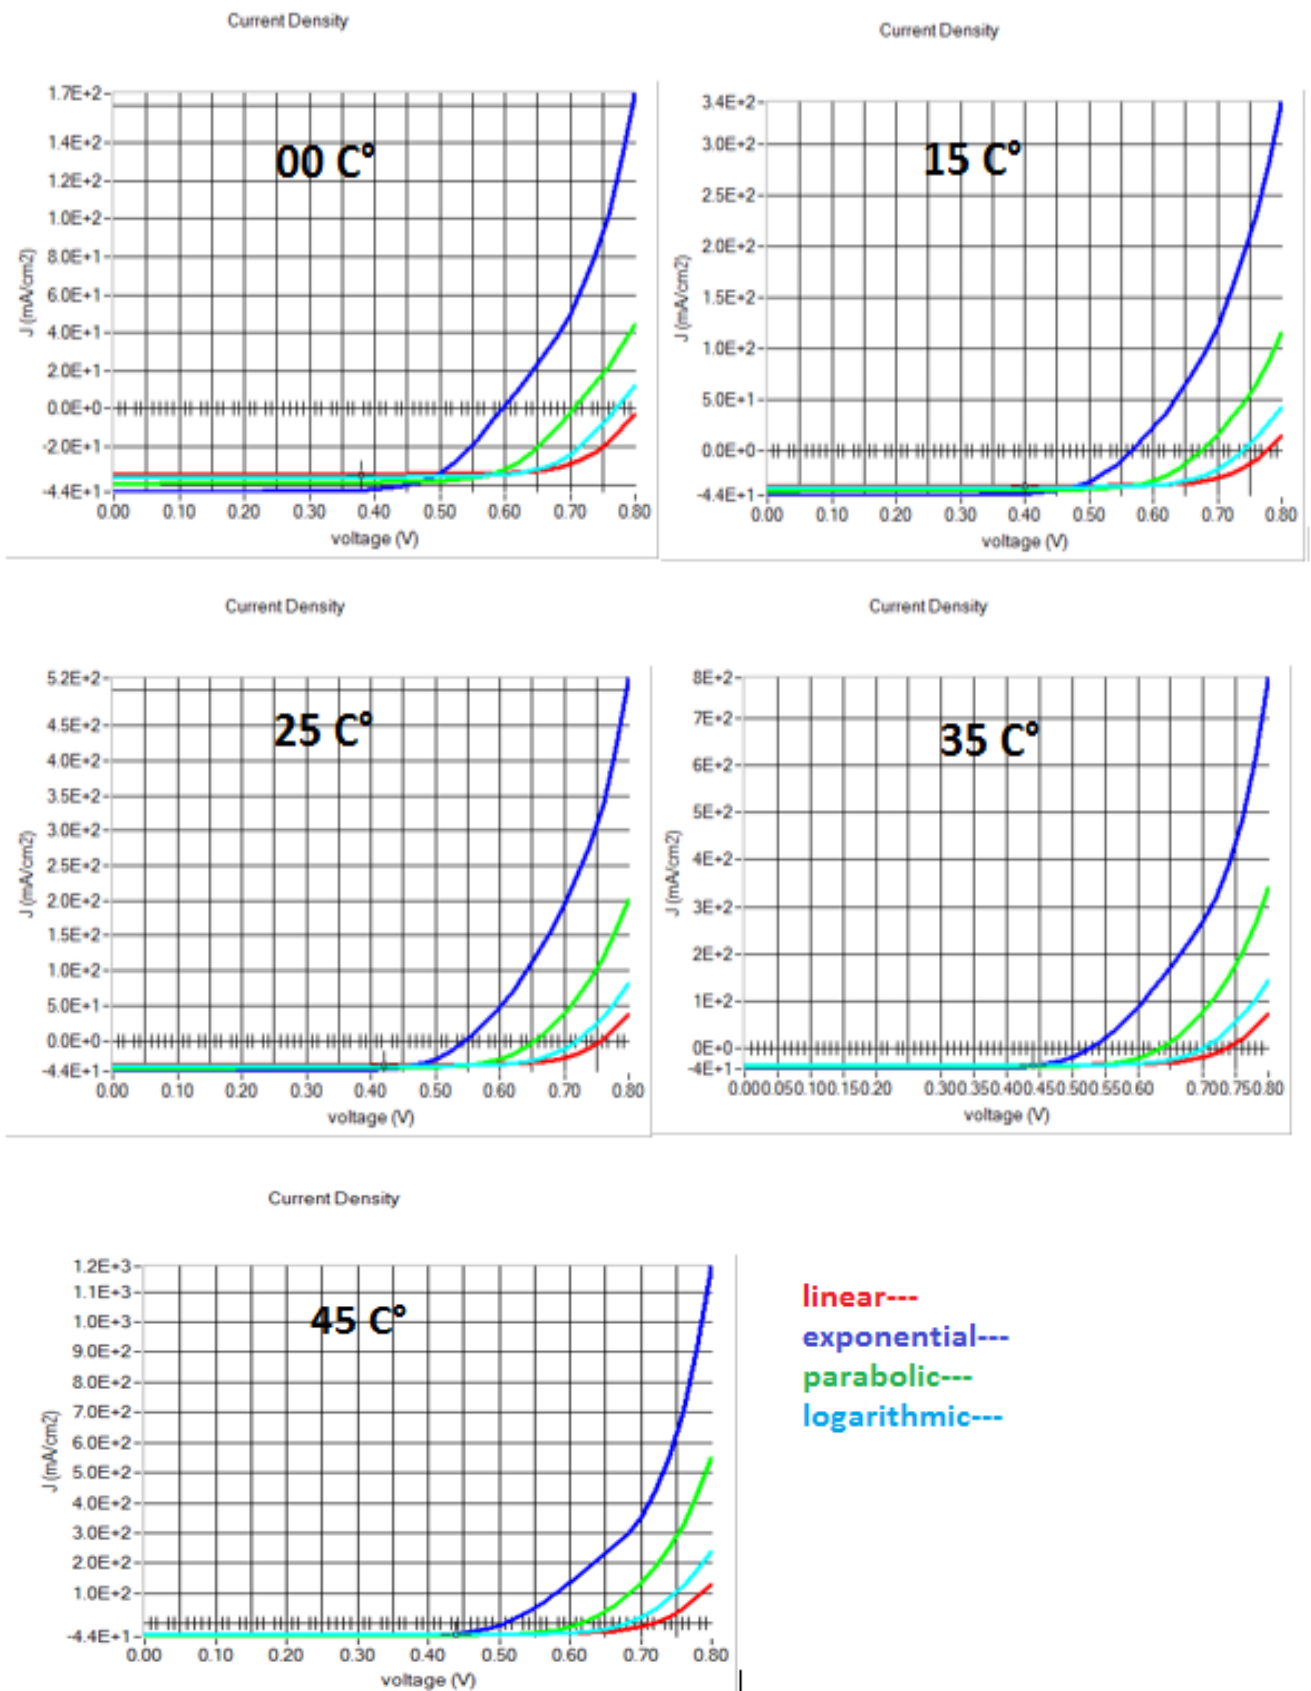 Current Density
1.7E+2
1.4E+2
1.2E+2
1.0E+2
8.0E+1
6.0E+1
4.0E+1
2.0E+1
0.0E+0
-2.0E+1
-4.4E+1
J (mA/cm2)
00 C°
0.00 0.10 0.20 0.30 0.40 0.50 0.60 0.70 0.80
voltage (V)
Current Density
3.4E+2
3.0E+2
2.5E+2
2.0E+2
1.5E+2
1.0E+2
5.0E+1
0.0E+0
-4.4E+1
J (mA/cm2)
15 C°
0.00 0.10 0.20 0.30 0.40 0.50 0.60 0.70 0.80
voltage (V)
Current Density
5.2E+2
4.5E+2
4.0E+2
3.5E+2
3.0E+2
2.5E+2
2.0E+2
1.5E+2
1.0E+2
5.0E+1
0.0E+0
-4.4E+1
J (mA/cm2)
25 C°
0.00 0.10 0.20 0.30 0.40 0.50 0.60 0.70 0.80
voltage (V)
Current Density
8E+2
7E+2
6E+2
5E+2
4E+2
3E+2
2E+2
1E+2
0E+0
-4E+1
J (mA/cm2)
35 C°
0.000.050.100.150.20 0.300.350.400.450.500.550.60 0.700.750.80
voltage (V)
Current Density
1.2E+3
1.1E+3
1.0E+3
9.0E+2
8.0E+2
7.0E+2
6.0E+2
5.0E+2
4.0E+2
3.0E+2
2.0E+2
1.0E+2
-4.4E+1
J (mA/cm2)
45 C°
0.00 0.10 0.20 0.30 0.40 0.50 0.60 0.70 0.80
voltage (V)
linear---
exponential---
parabolic---
logarithmic---